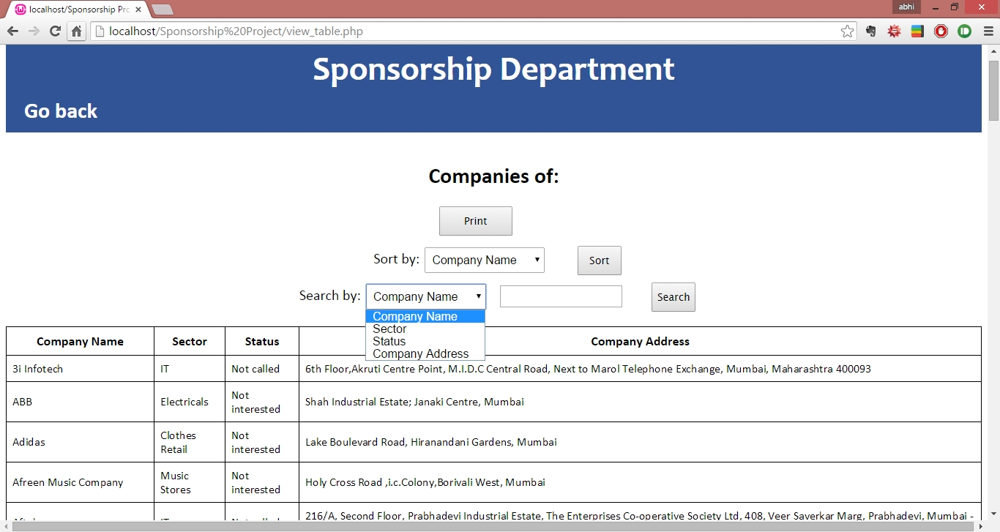 localhost/Sponsorship Pro
abhi
localhost/Sponsorship%20Project/view_table.php
Sponsorship Department
Go back
Companies of:
Print
Sort by: Company Name Sort
Search by: Company Name Search
Company Name
Sector
Status
Company Address
Company Name Sector Status Company Address
3i Infotech IT Not called 6th Floor,Akruti Centre Point, M.I.D.C Central Road, Next to Marol Telephone Exchange, Mumbai, Maharashtra 400093
ABB Electricals Not interested Shah Industrial Estate; Janaki Centre, Mumbai
Adidas Clothes Retail Not interested Lake Boulevard Road, Hiranandani Gardens, Mumbai
Afreen Music Company Music Stores Not interested Holy Cross Road ,i.c.Colony,Borivali West, Mumbai
216/A, Second Floor, Prabhadevi Industrial Estate, The Enterprises Co-operative Society Ltd, 408, Veer Saverkar Marg, Prabhadevi, Mumbai -